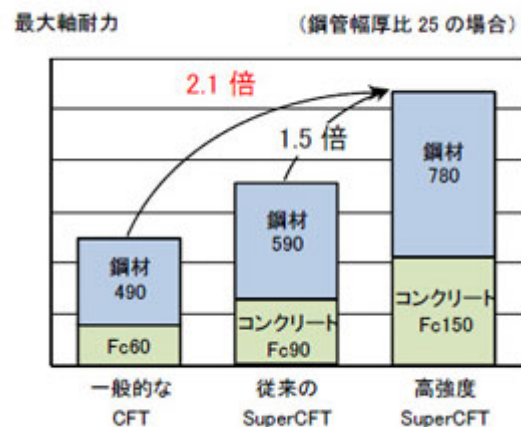 最大軸耐力
(鋼管幅厚比 25 の場合)
2.1 倍
1.5 倍
鋼材
490
Fc60
鋼材
590
コンクリート
Fc90
鋼材
780
コンクリート
Fc150
一般的な
CFT
従来の
SuperCFT
高強度
SuperCFT